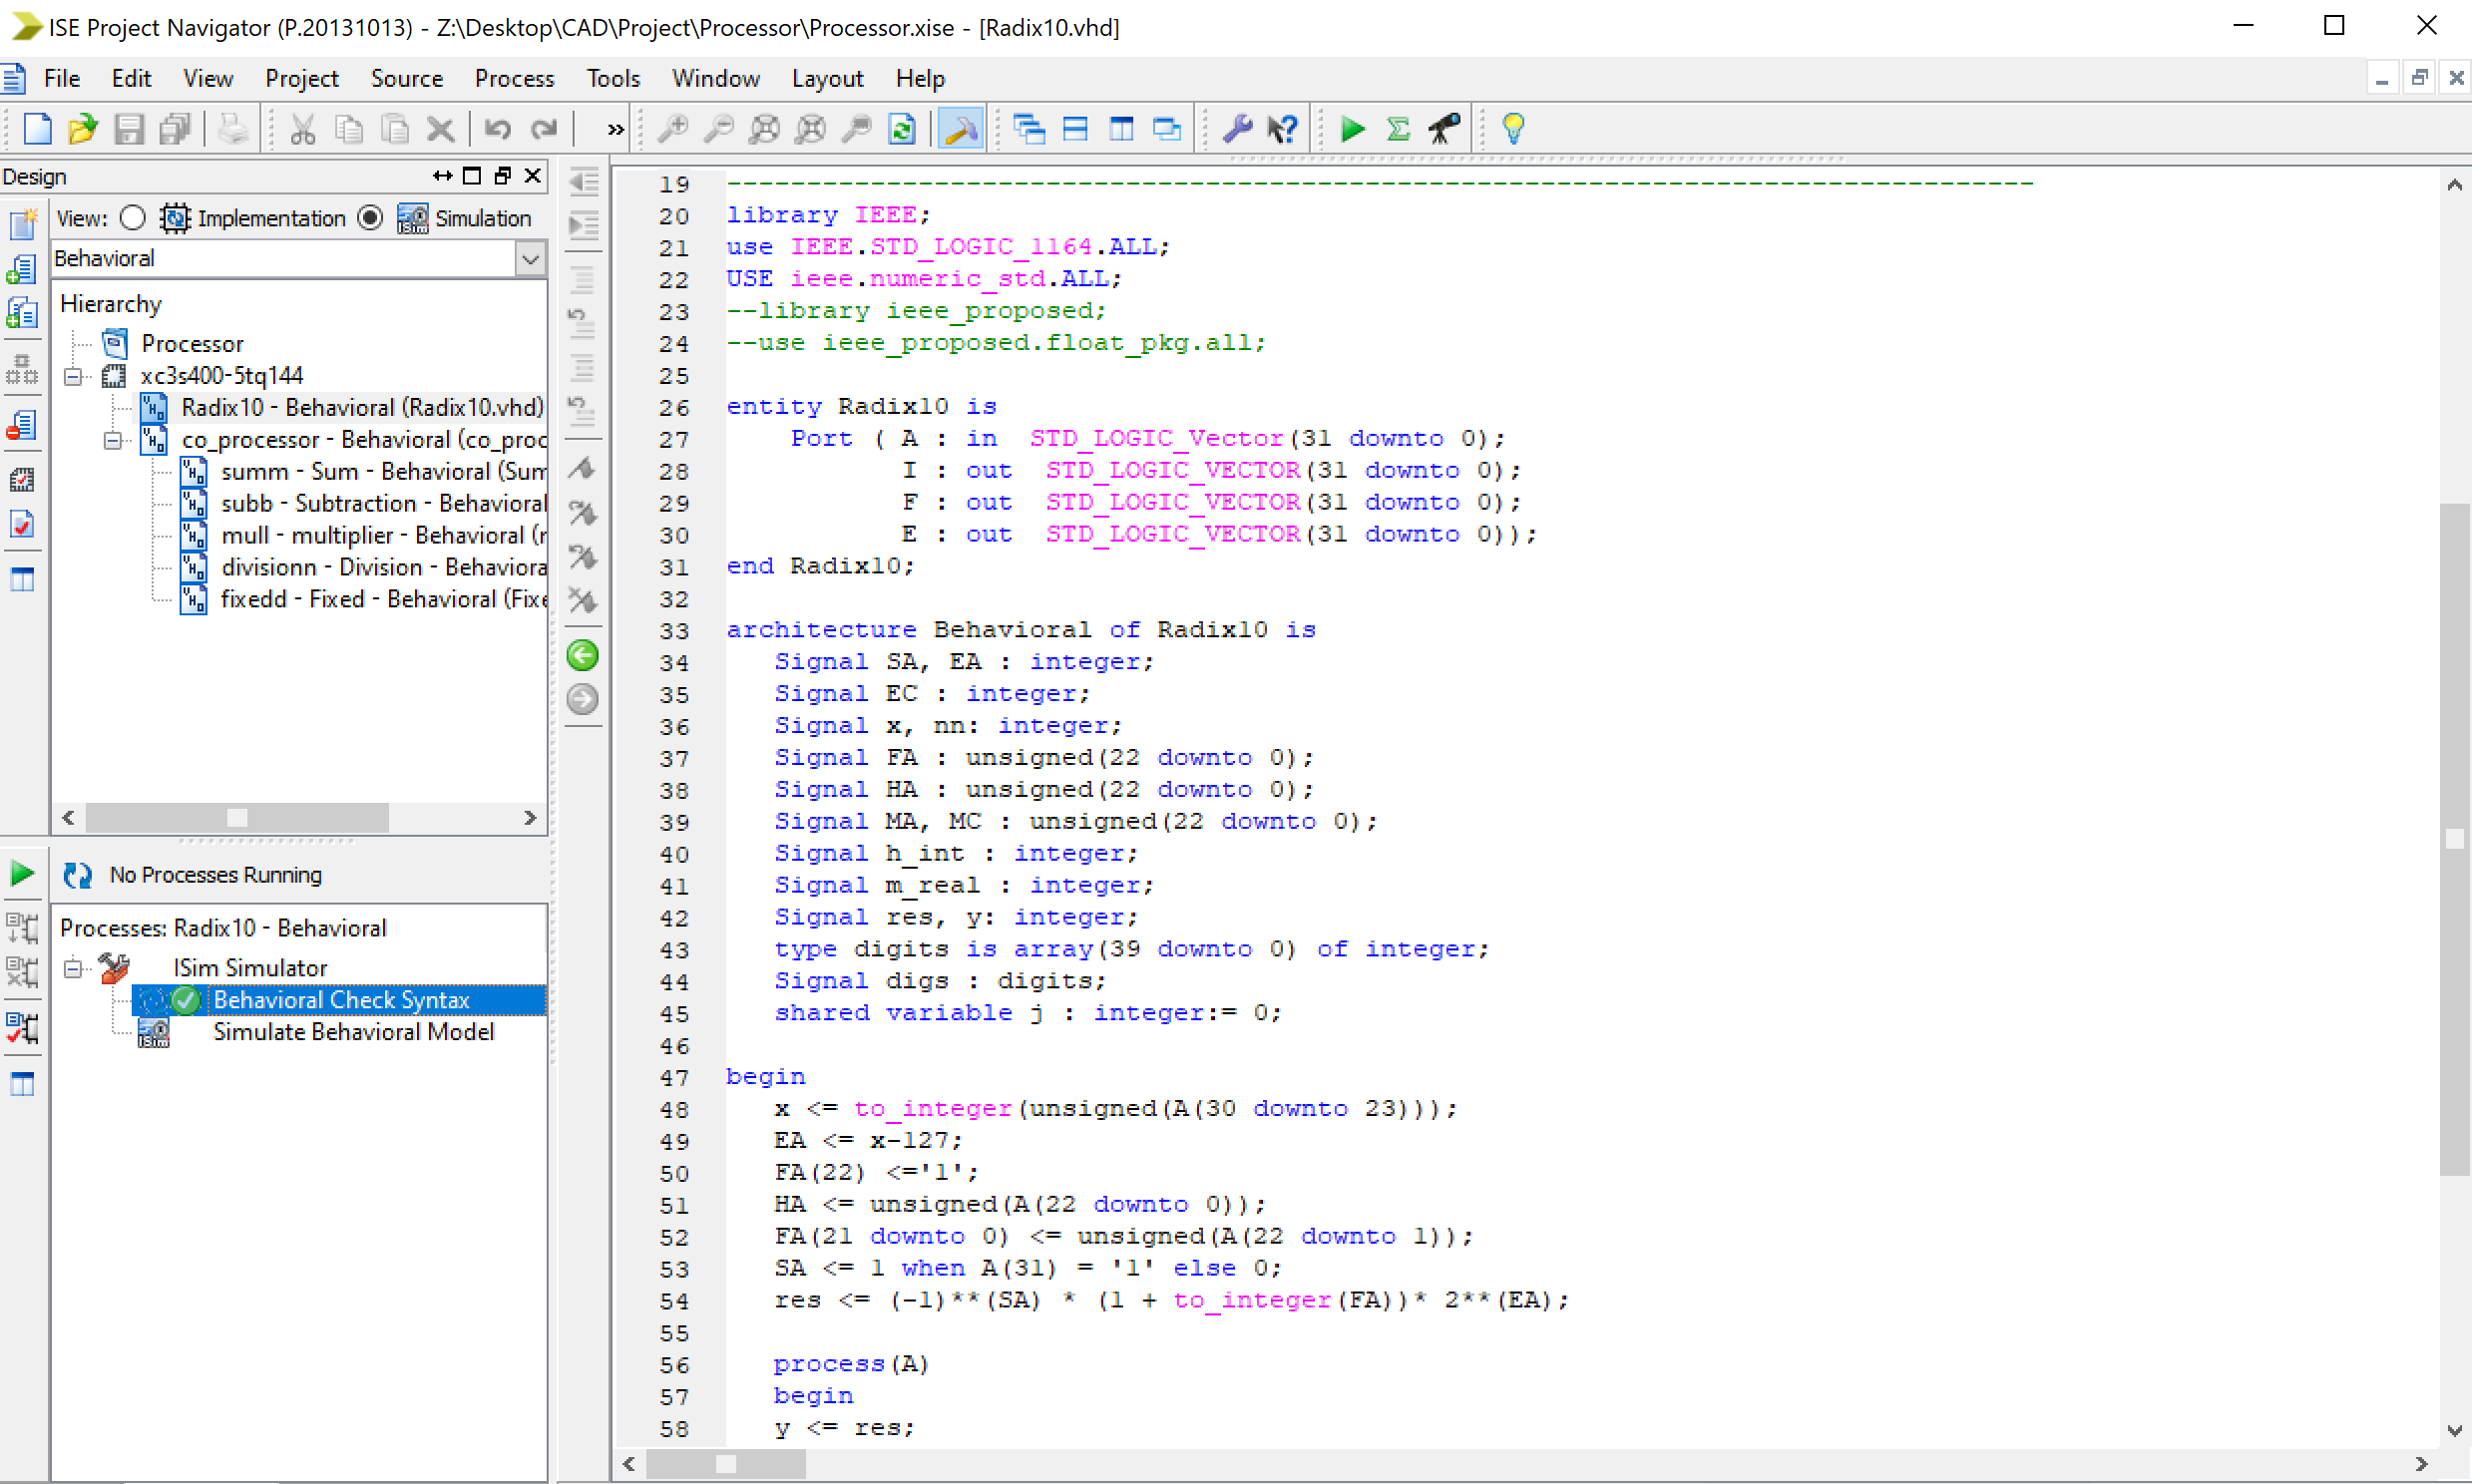 ISE Project Navigator (P.20131013) - Z:\Desktop\CAD\Project\Processor\Processor.xise - [Radix10.vhd]
File Edit View Project Source Process Tools Window Layout Help
Design
View: Implementation Simulation
Behavioral
Hierarchy
Processor
xc3s400-5tq144
Radix10 - Behavioral (Radix10.vhd)
co_processor - Behavioral (co_proc
summ - Sum - Behavioral (Sum
subb - Subtraction - Behavioral
mull - multiplier - Behavioral (r
divisionn - Division - Behaviora
fixedd - Fixed - Behavioral (Fixe
No Processes Running
Processes: Radix10 - Behavioral
ISim Simulator
Behavioral Check Syntax
Simulate Behavioral Model
19 ----------------------------------------------------------------------------------
20 library IEEE;
21 use IEEE.STD_LOGIC_1164.ALL;
22 USE ieee.numeric_std.ALL;
23 --library ieee_proposed;
24 --use ieee_proposed.float_pkg.all;
25
26 entity Radix10 is
27 Port ( A : in STD_LOGIC_Vector(31 downto 0);
28 I : out STD_LOGIC_VECTOR(31 downto 0);
29 F : out STD_LOGIC_VECTOR(31 downto 0);
30 E : out STD_LOGIC_VECTOR(31 downto 0));
31 end Radix10;
32
33 architecture Behavioral of Radix10 is
34 Signal SA, EA : integer;
35 Signal EC : integer;
36 Signal x, nn: integer;
37 Signal FA : unsigned(22 downto 0);
38 Signal HA : unsigned(22 downto 0);
39 Signal MA, MC : unsigned(22 downto 0);
40 Signal h_int : integer;
41 Signal m_real : integer;
42 Signal res, y: integer;
43 type digits is array(39 downto 0) of integer;
44 Signal digs : digits;
45 shared variable j : integer:= 0;
46
47 begin
48 x <= to_integer(unsigned(A(30 downto 23)));
49 EA <= x-127;
50 FA(22) <='1';
51 HA <= unsigned(A(22 downto 0));
52 FA(21 downto 0) <= unsigned(A(22 downto 1));
53 SA <= 1 when A(31) = '1' else 0;
54 res <= (-1)**(SA) * (1 + to_integer(FA))* 2**(EA);
55
56 process(A)
57 begin
58 y <= res;